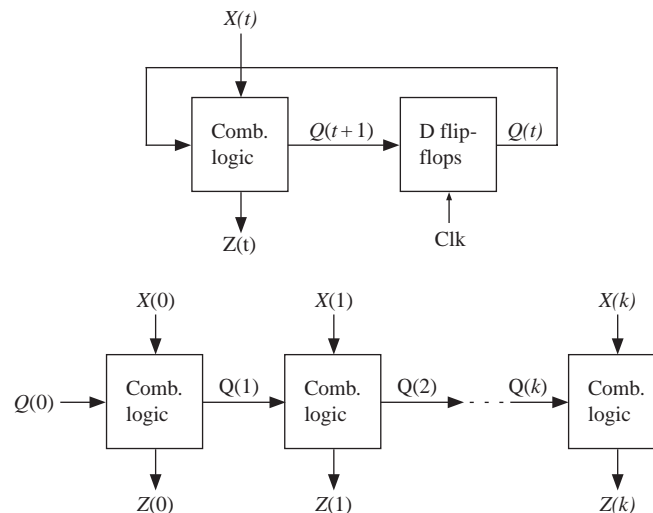 X(t)
Comb. logic
Q(t+1)
D flip-flops
Q(t)
Z(t)
Clk
X(0)
X(1)
X(k)
Q(0)
Comb. logic
Q(1)
Comb. logic
Q(2)
Q(k)
Comb. logic
Z(0)
Z(1)
Z(k)